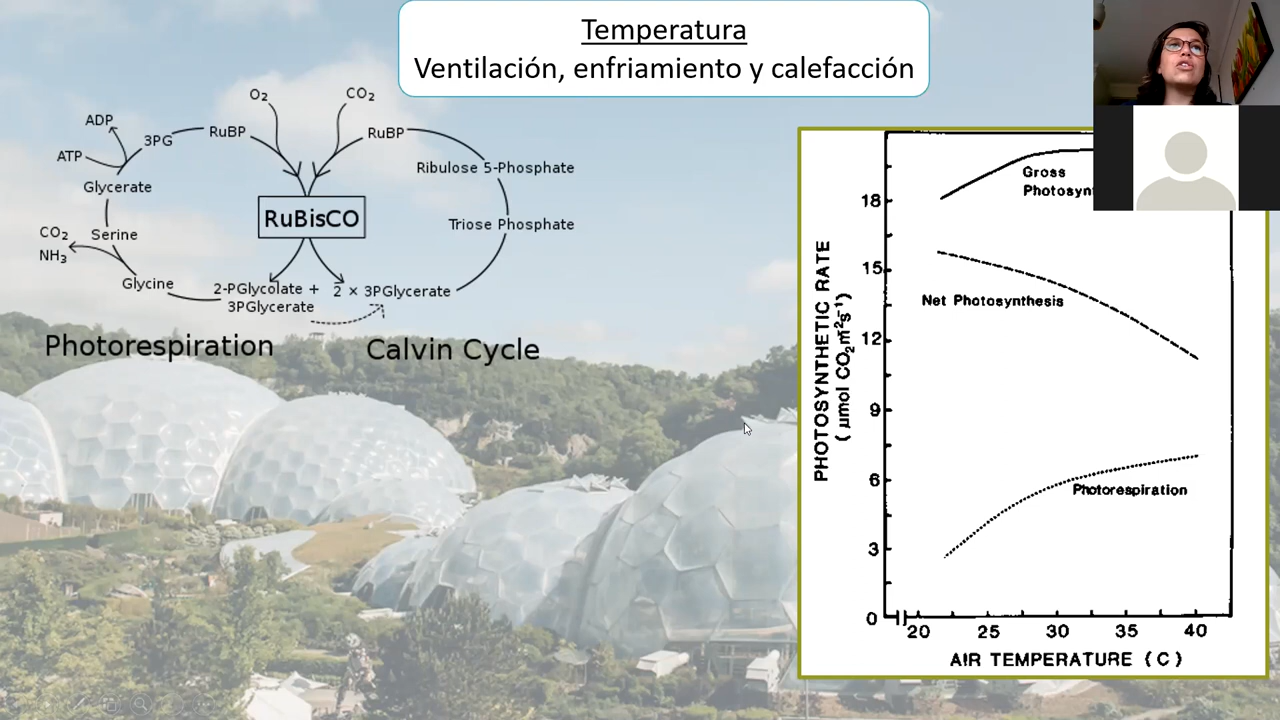 Temperatura
Ventilación, enfriamiento y calefacción
O2
CO2
ADP
3PG
RuBP
RuBP
ATP
Ribulose 5-Phosphate
Glycerate
RuBisCO
Triose Phosphate
CO2
Serine
NH3
Glycine
2-PGlycolate +
2 × 3PGlycerate
3PGlycerate
Photorespiration
Calvin Cycle
PHOTOSYNTHETIC RATE
( µmol CO2 m-2s-1)
Gross
18
15
Net Photosynthesis
12
9
6
Photorespiration
3
0
20 25 30 35 40
AIR TEMPERATURE ( C )